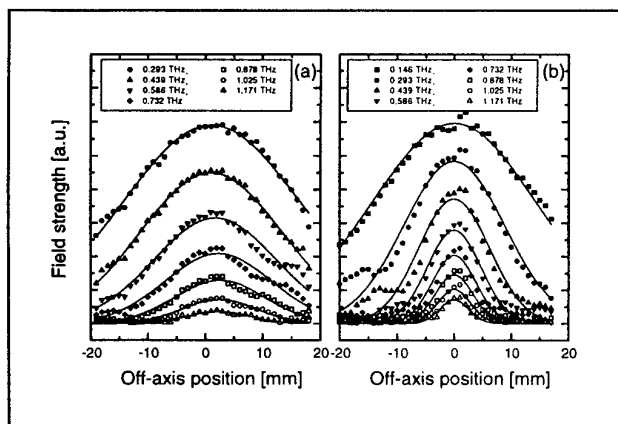 (a)
0.293 THz
0.439 THz
0.586 THz
0.732 THz
0.878 THz
1.025 THz
1.171 THz
(b)
0.146 THz
0.293 THz
0.439 THz
0.586 THz
0.732 THz
0.878 THz
1.025 THz
1.171 THz
Field strength [a.u.]
-20 -10 0 10 20
-20 -10 0 10 20
Off-axis position [mm]
Off-axis position [mm]